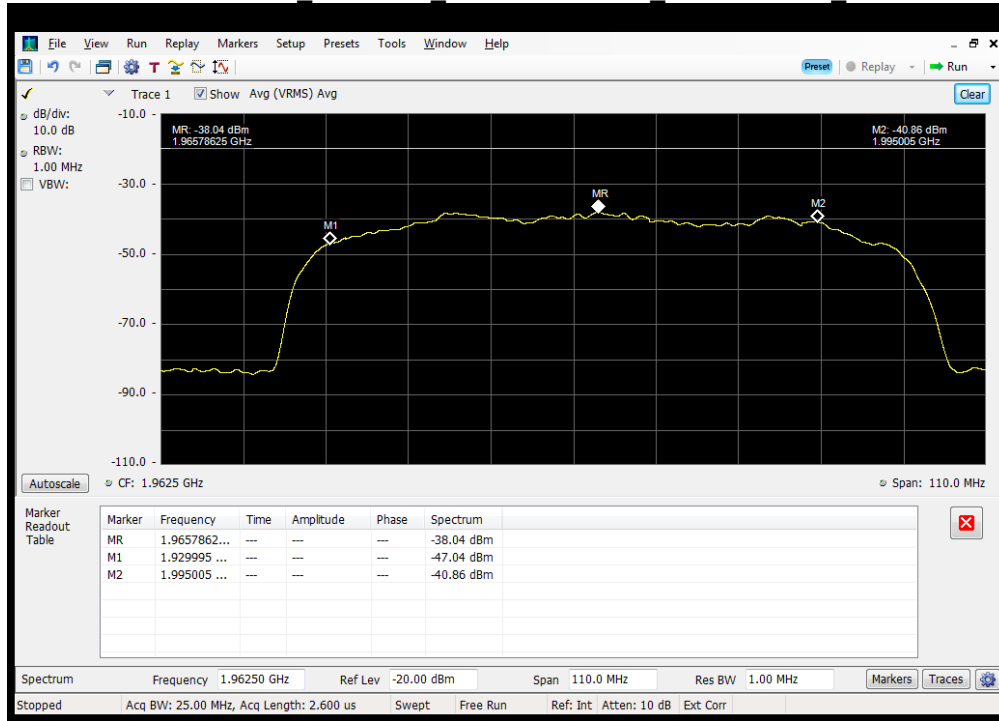 File View Run Replay Markers Setup Presets Tools Window Help
Preset Replay Run
Trace 1 Show Avg (VRMS) Avg Clear
dB/div:
10.0 dB
RBW:
1.00 MHz
VBW:
-10.0
-30.0
-50.0
-70.0
-90.0
-110.0
MR: -38.04 dBm
1.96578625 GHz
M2: -40.86 dBm
1.995005 GHz
M1
MR
M2
Autoscale CF: 1.9625 GHz Span: 110.0 MHz
Marker
Readout
Table
Marker Frequency Time Amplitude Phase Spectrum
MR 1.9657862... --- --- --- -38.04 dBm
M1 1.929995 ... --- --- --- -47.04 dBm
M2 1.995005 ... --- --- --- -40.86 dBm
Spectrum Frequency 1.96250 GHz Ref Lev -20.00 dBm Span 110.0 MHz Res BW 1.00 MHz Markers Traces
Stopped Acq BW: 25.00 MHz, Acq Length: 2.600 us Swept Free Run Ref: Int Atten: 10 dB Ext Corr